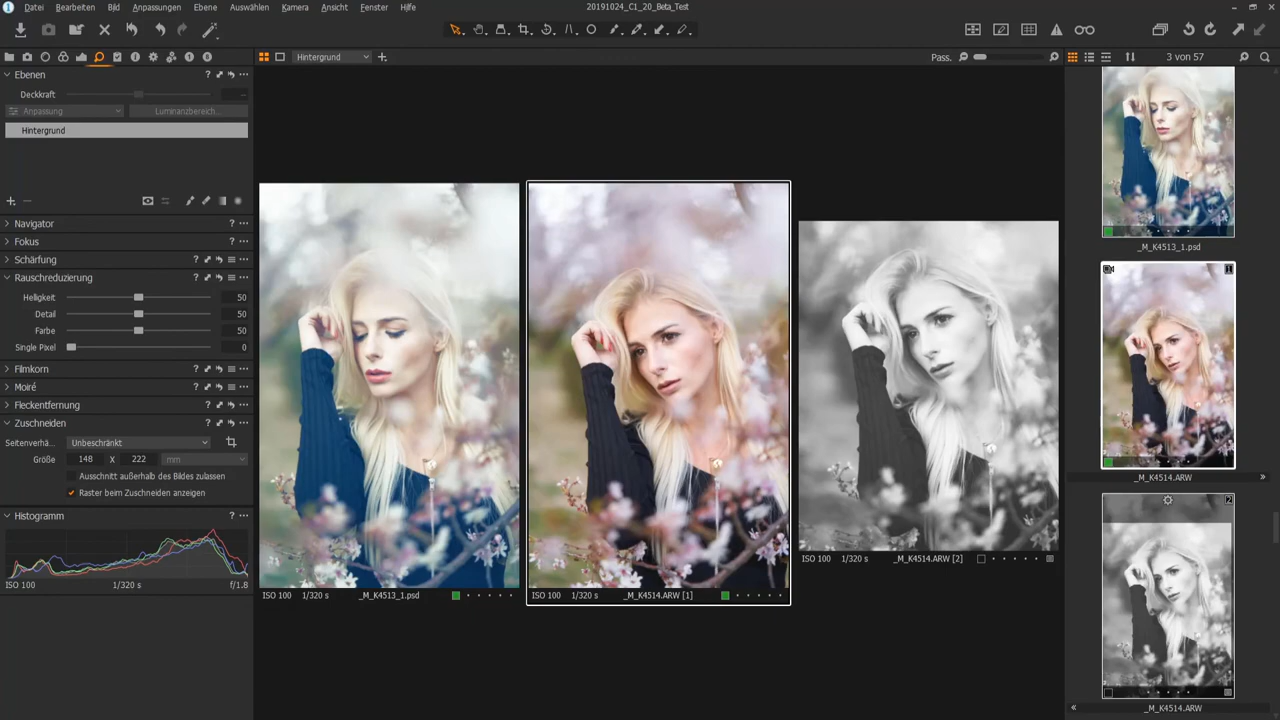 Datei Bearbeiten Bild Anpassungen Ebene Auswählen Kamera Ansicht Fenster Hilfe 20191024_C1_20_Beta_Test
Hintergrund Pass. 3 von 57
Ebenen ?
Deckkraft
Anpassung Luminanzbereich...
Hintergrund
Navigator ?
Fokus ?
Schärfung ?
Rauschreduzierung ?
Helligkeit 50
Detail 50
Farbe 50
Single Pixel 0
Filmkorn ?
Moiré ?
Fleckentfernung ?
Zuschneiden ?
Seitenverhä... Unbeschränkt
Größe 148 X 222 mm
Ausschnitt außerhalb des Bildes zulassen
Raster beim Zuschneiden anzeigen
Histogramm ?
ISO 100 1/320 s f/1.8
ISO 100 1/320 s _M_K4513_1.psd
ISO 100 1/320 s _M_K4514.ARW [1]
ISO 100 1/320 s _M_K4514.ARW [2]
_M_K4513_1.psd
1
_M_K4514.ARW
2
_M_K4514.ARW